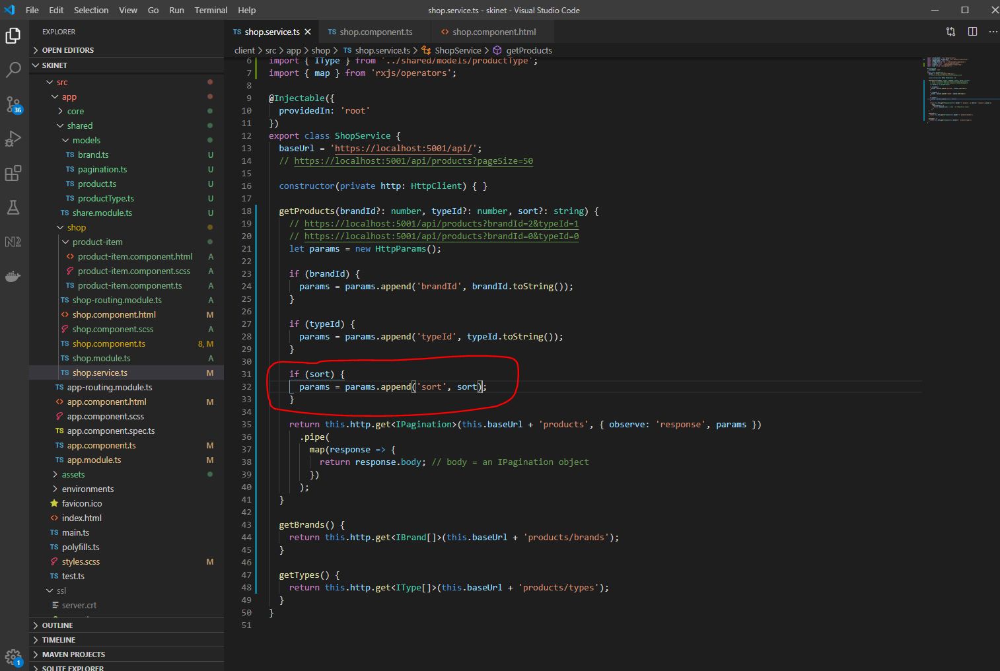 File Edit Selection View Go Run Terminal Help
shop.service.ts - skinet - Visual Studio Code
EXPLORER
OPEN EDITORS
SKINET
src
app
core
shared
models
TS brand.ts U
TS pagination.ts U
TS product.ts U
TS productType.ts U
TS share.module.ts U
shop
product-item
<> product-item.component.html A
product-item.component.scss A
TS product-item.component.ts A
TS shop-routing.module.ts A
<> shop.component.html M
shop.component.scss A
TS shop.component.ts 8, M
TS shop.module.ts A
TS shop.service.ts M
TS app-routing.module.ts
<> app.component.html M
app.component.scss
TS app.component.spec.ts
TS app.component.ts M
TS app.module.ts M
assets
environments
favicon.ico
<> index.html
TS main.ts
TS polyfills.ts
styles.scss M
TS test.ts
ssl
server.crt
OUTLINE
TIMELINE
MAVEN PROJECTS
SQLITE EXPLORER
36
1
TS shop.service.ts
TS shop.component.ts
<> shop.component.html
client > src > app > shop > TS shop.service.ts > ShopService > getProducts
6 import { IType } from '../shared/models/productType';
7 import { map } from 'rxjs/operators';
8
9 @Injectable({
10 providedIn: 'root'
11 })
12 export class ShopService {
13 baseUrl = 'https://localhost:5001/api/';
14 // https://localhost:5001/api/products?pageSize=50
15
16 constructor(private http: HttpClient) { }
17
18 getProducts(brandId?: number, typeId?: number, sort?: string) {
19 // https://localhost:5001/api/products?brandId=2&typeId=1
20 // https://localhost:5001/api/products?brandId=0&typeId=0
21 let params = new HttpParams();
22
23 if (brandId) {
24 params = params.append('brandId', brandId.toString());
25 }
26
27 if (typeId) {
28 params = params.append('typeId', typeId.toString());
29 }
30
31 if (sort) {
32 params = params.append('sort', sort);
33 }
34
35 return this.http.get<IPagination>(this.baseUrl + 'products', { observe: 'response', params })
36 .pipe(
37 map(response => {
38 return response.body; // body = an IPagination object
39 })
40 );
41 }
42
43 getBrands() {
44 return this.http.get<IBrand[]>(this.baseUrl + 'products/brands');
45 }
46
47 getTypes() {
48 return this.http.get<IType[]>(this.baseUrl + 'products/types');
49 }
50 }
51